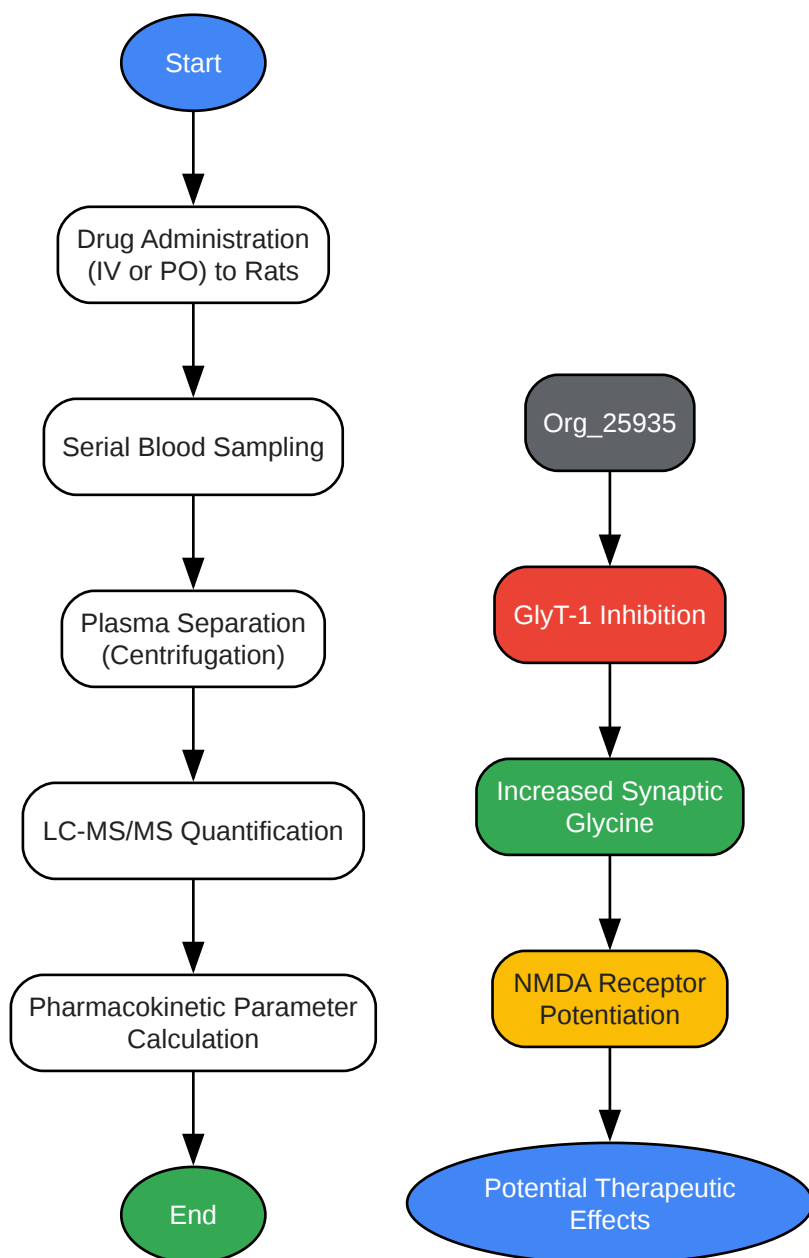 Start
Drug Administration
(IV or PO) to Rats
Serial Blood Sampling
Plasma Separation
(Centrifugation)
LC-MS/MS Quantification
Pharmacokinetic Parameter
Calculation
End
Org_25935
GlyT-1 Inhibition
Increased Synaptic
Glycine
NMDA Receptor
Potentiation
Potential Therapeutic
Effects